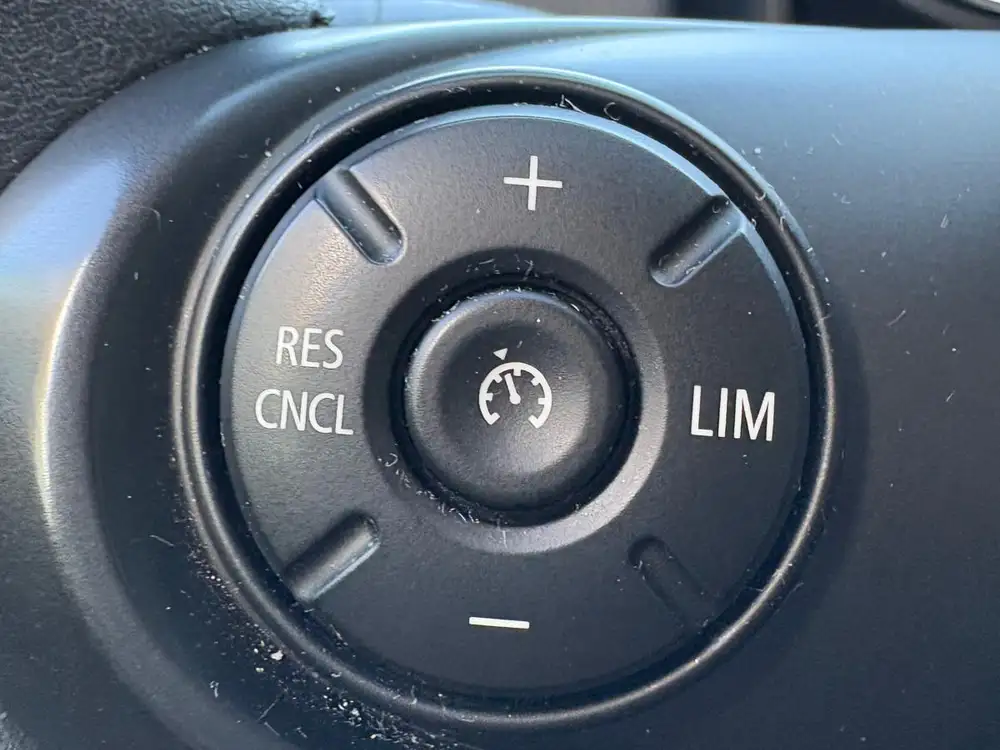 +
RES
CNCL
LIM
—